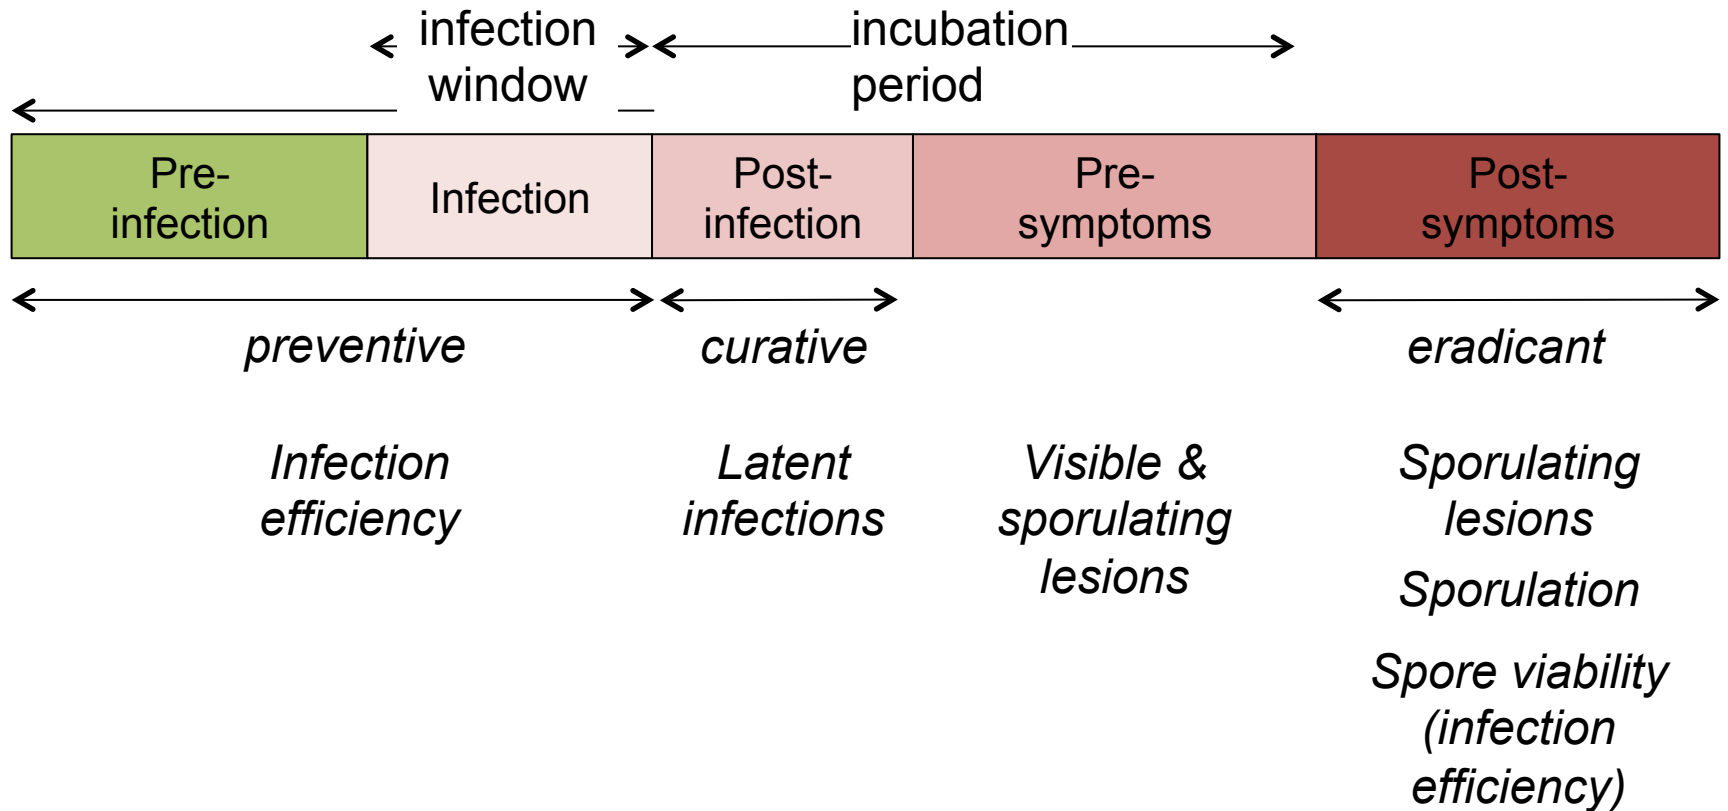 infection
window
incubation
period
Pre-
infection
Infection
Post-
infection
Pre-
symptoms
Post-
symptoms
preventive
curative
eradicant
Infection
efficiency
Latent
infections
Visible &
sporulating
lesions
Sporulating
lesions
Sporulation
Spore viability
(infection
efficiency)